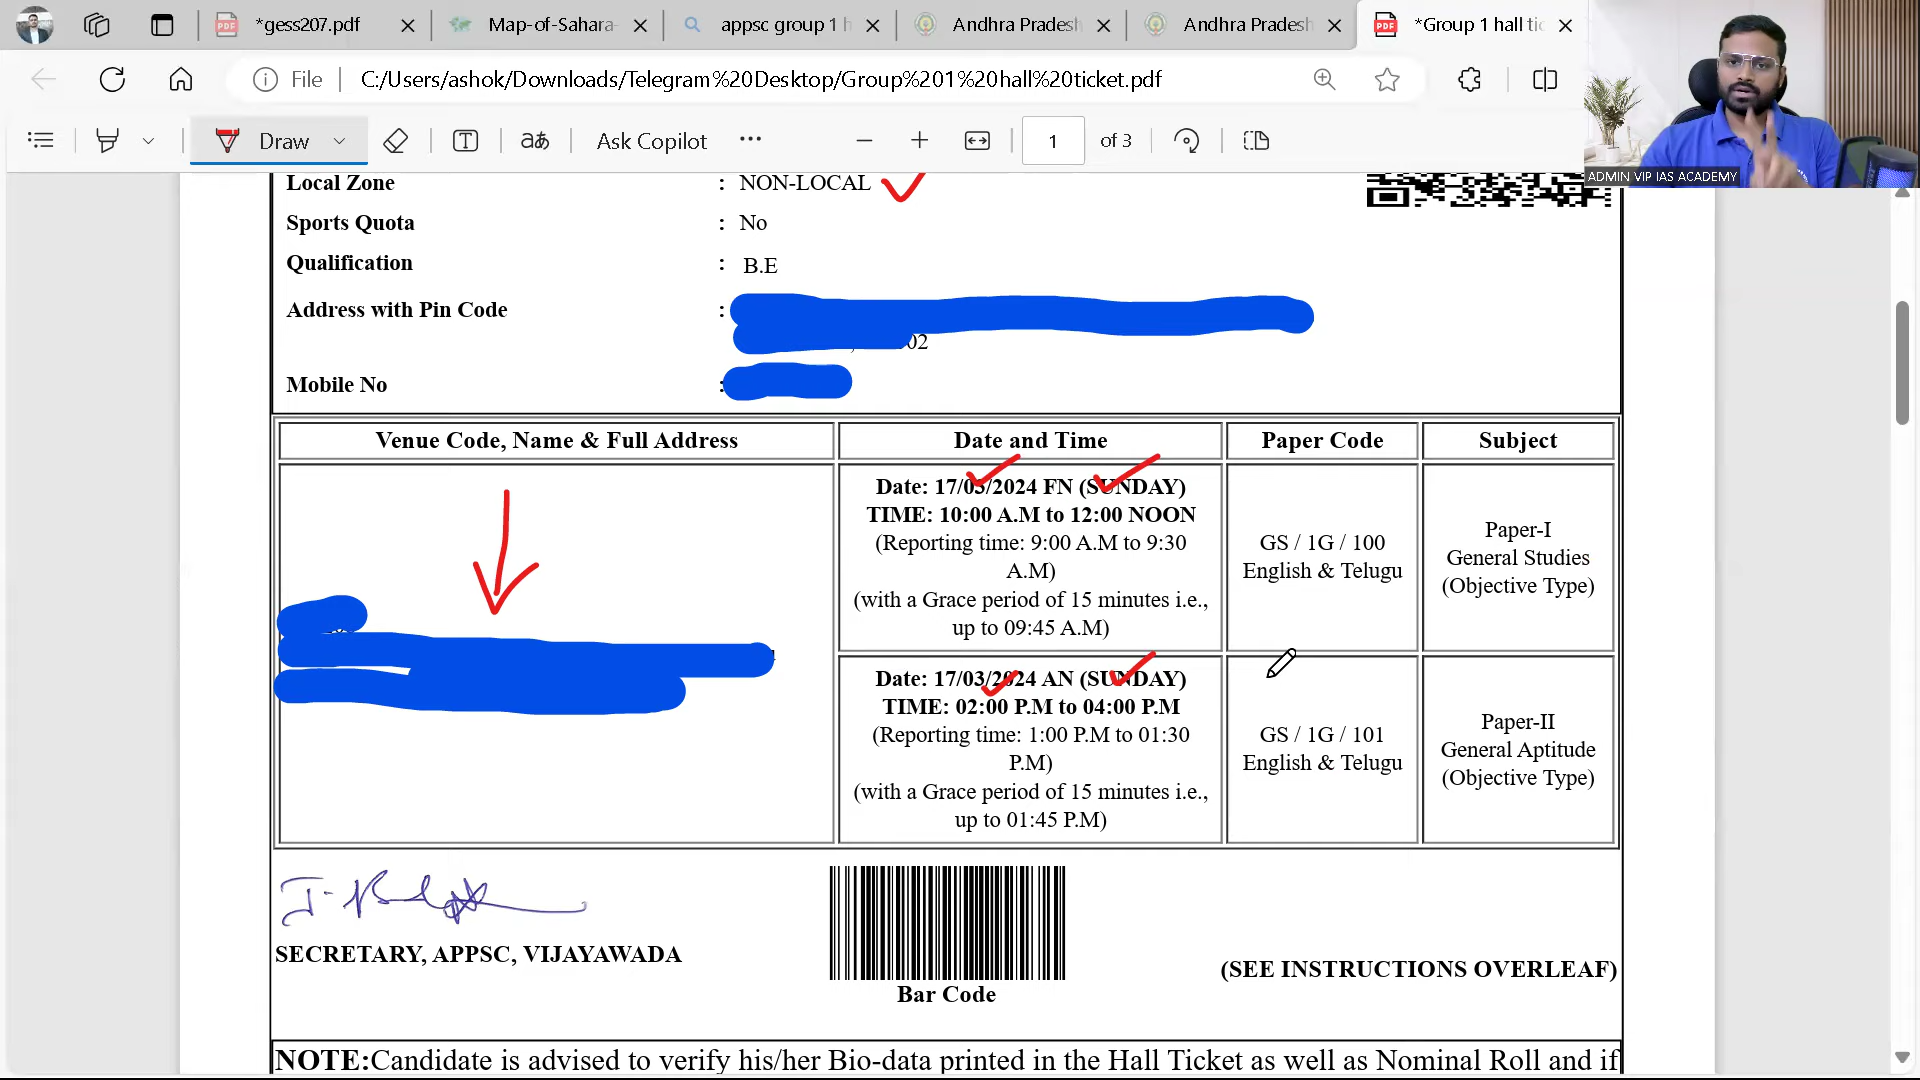 *gess207.pdf
Map-of-Sahara-
appsc group 1 h
Andhra Pradesh
Andhra Pradesh
*Group 1 hall tic
File
C:/Users/ashok/Downloads/Telegram%20Desktop/Group%201%20hall%20ticket.pdf
Draw
aあ
Ask Copilot
1
of 3
ADMIN VIP IAS ACADEMY
Local Zone : NON-LOCAL
Sports Quota : No
Qualification : B.E
Address with Pin Code :
02
Mobile No :
Venue Code, Name & Full Address
Date and Time
Paper Code
Subject
Date: 17/03/2024 FN (SUNDAY)
TIME: 10:00 A.M to 12:00 NOON
(Reporting time: 9:00 A.M to 9:30
A.M)
(with a Grace period of 15 minutes i.e.,
up to 09:45 A.M)
GS / 1G / 100
English & Telugu
Paper-I
General Studies
(Objective Type)
Date: 17/03/2024 AN (SUNDAY)
TIME: 02:00 P.M to 04:00 P.M
(Reporting time: 1:00 P.M to 01:30
P.M)
(with a Grace period of 15 minutes i.e.,
up to 01:45 P.M)
GS / 1G / 101
English & Telugu
Paper-II
General Aptitude
(Objective Type)
SECRETARY, APPSC, VIJAYAWADA
Bar Code
(SEE INSTRUCTIONS OVERLEAF)
NOTE:Candidate is advised to verify his/her Bio-data printed in the Hall Ticket as well as Nominal Roll and if